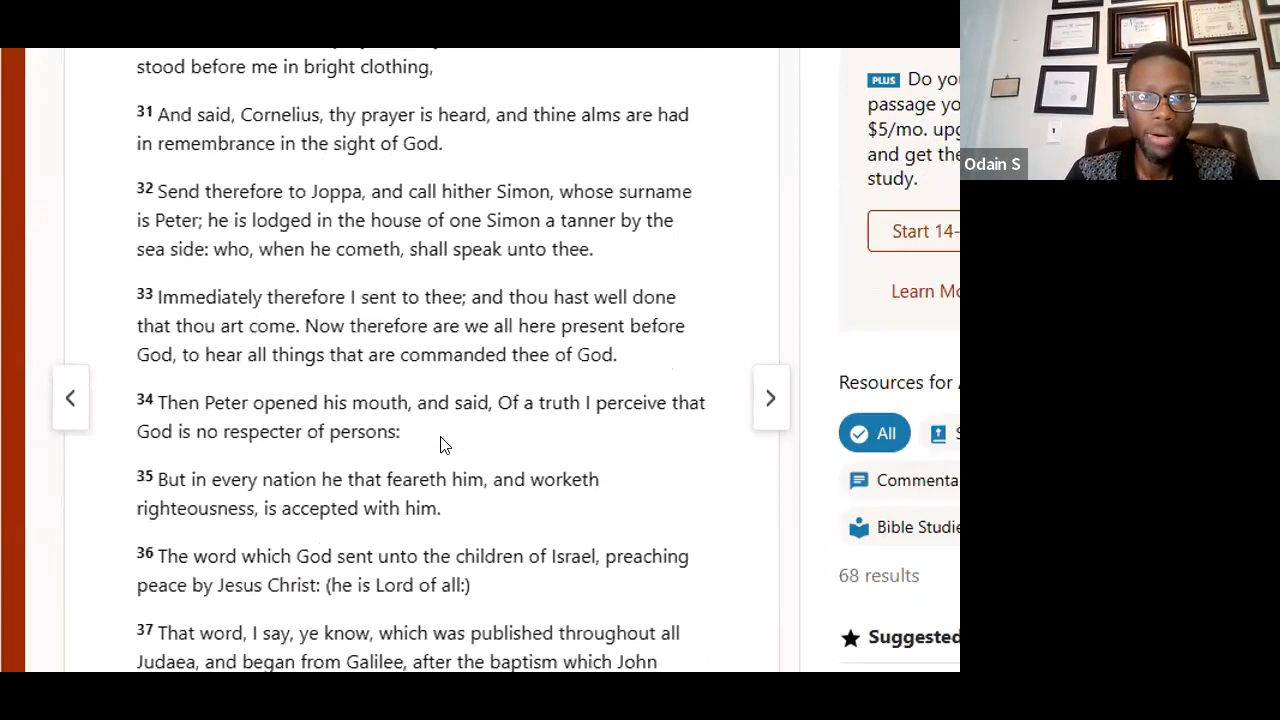 stood before me in bright clothing,
31 And said, Cornelius, thy prayer is heard, and thine alms are had
in remembrance in the sight of God.
32 Send therefore to Joppa, and call hither Simon, whose surname
is Peter; he is lodged in the house of one Simon a tanner by the
sea side: who, when he cometh, shall speak unto thee.
33 Immediately therefore I sent to thee; and thou hast well done
that thou art come. Now therefore are we all here present before
God, to hear all things that are commanded thee of God.
34 Then Peter opened his mouth, and said, Of a truth I perceive that
God is no respecter of persons:
35 But in every nation he that feareth him, and worketh
righteousness, is accepted with him.
36 The word which God sent unto the children of Israel, preaching
peace by Jesus Christ: (he is Lord of all:)
37 That word, I say, ye know, which was published throughout all
Judaea, and began from Galilee, after the baptism which John
PLUS Do yo
passage yo
$5/mo. upg
and get the
study.
Start 14-
Learn Mo
Resources for
All
Commenta
Bible Studie
68 results
Suggested
Odain S